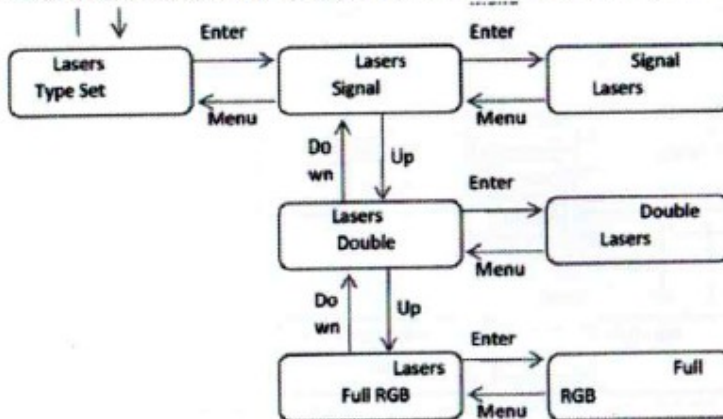 Enter
Enter
Lasers
Type Set
Lasers
Signal
Signal
Lasers
Menu
Menu
Do
wn
Up
Enter
Lasers
Double
Double
Lasers
Menu
Do
wn
Up
Enter
Lasers
Full RGB
Full
RGB
Menu